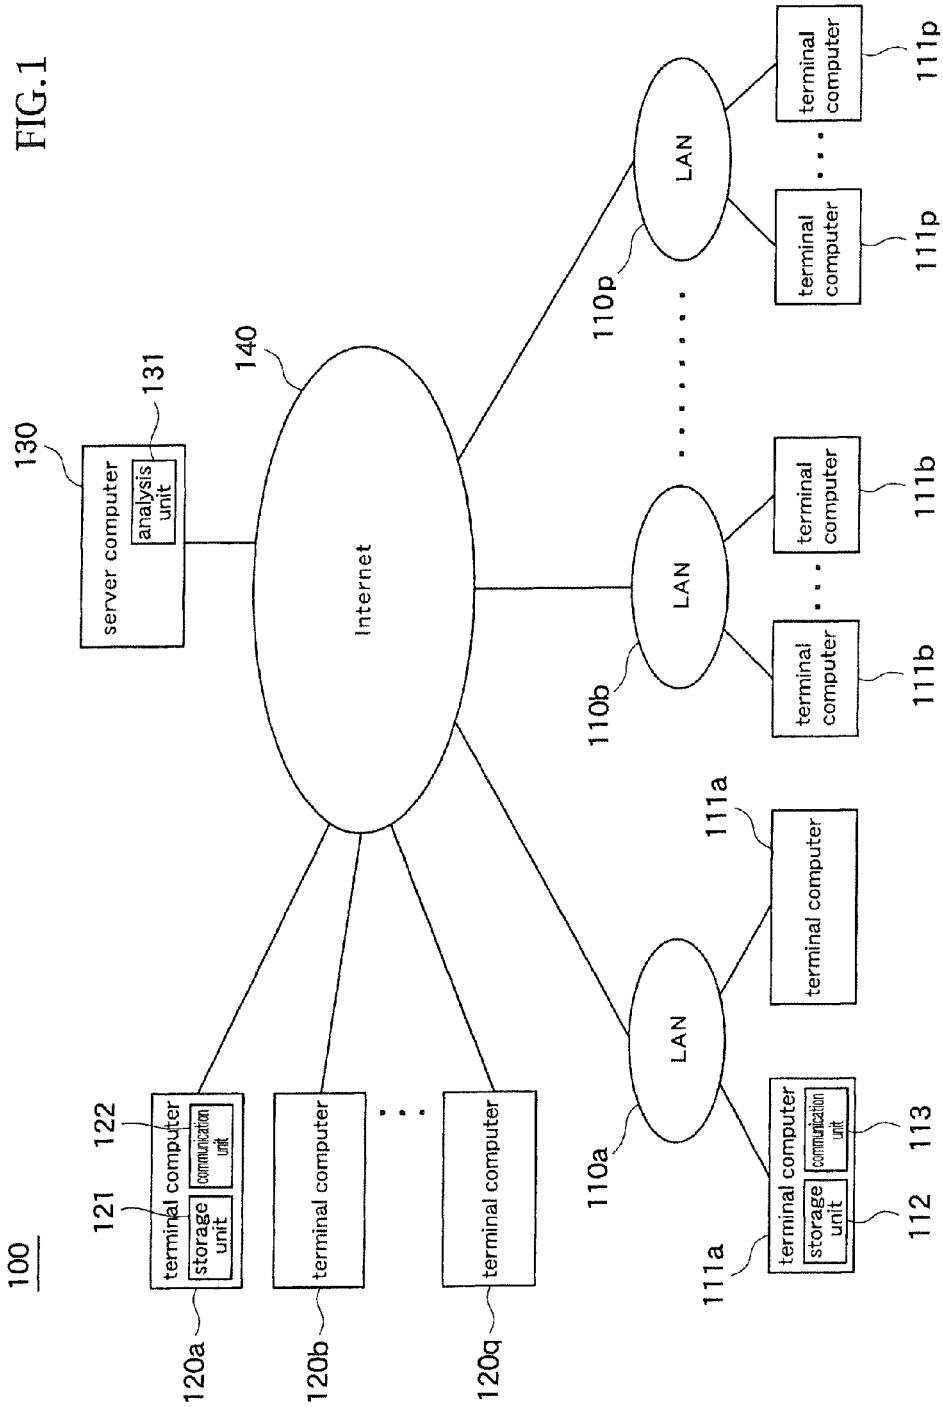 FIG.1
100
130
server computer
analysis
unit
131
140
Internet
120a
terminal computer
storage
unit
communication
unit
121
122
120b
terminal computer
120q
terminal computer
110a
LAN
110b
LAN
110p
LAN
111a
terminal computer
storage
unit
communication
unit
112
113
terminal computer
111a
terminal
computer
111b
terminal
computer
111b
terminal
computer
111p
terminal
computer
111p